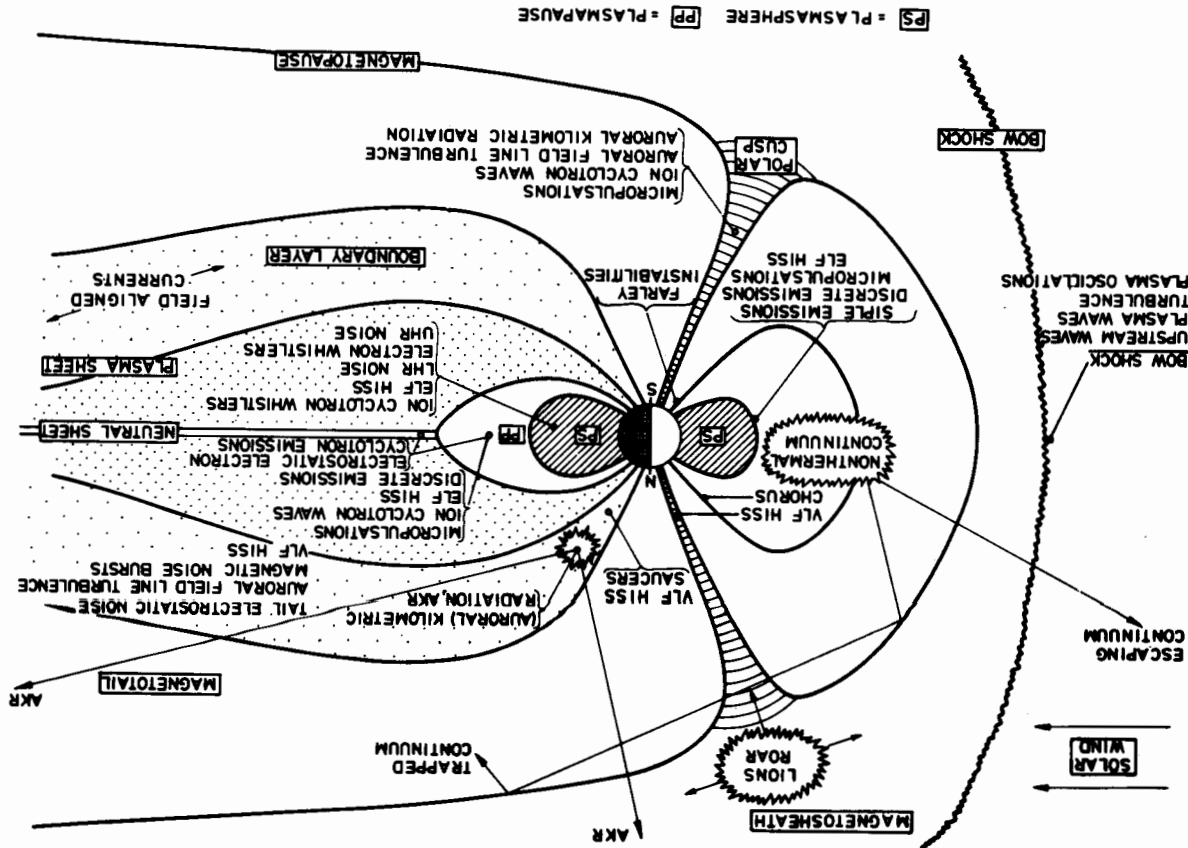 MAGNETOSHEATH
AKR
SOLAR
WIND
LIONS
ROAR
TRAPPED
CONTINUUM
MAGNETOTAIL
AKR
ESCAPING
CONTINUUM
VLF HISS
SAUCERS
(AURORAL) KILOMETRIC
RADIATION, AKR
TAIL ELECTROSTATIC NOISE
AURORAL FIELD LINE TURBULENCE
MAGNETIC NOISE BURSTS
VLF HISS
VLF HISS
CHORUS
MICROPULSATIONS
ION CYCLOTRON WAVES
ELF HISS
DISCRETE EMISSIONS
ELECTROSTATIC ELECTRON
CYCLOTRON EMISSIONS
NONTHERMAL
CONTINUUM
N
PS
PS
PP
NEUTRAL SHEET
S
ION CYCLOTRON WHISTLERS
ELF HISS
LHR NOISE
ELECTRON WHISTLERS
UHR NOISE
PLASMA SHEET
BOW SHOCK
UPSTREAM WAVES
PLASMA WAVES
TURBULENCE
PLASMA OSCILLATIONS
SIPLE EMISSIONS
DISCRETE EMISSIONS
MICROPULSATIONS
ELF HISS
FARLEY
INSTABILITIES
FIELD ALIGNED
CURRENTS
BOUNDARY LAYER
BOW SHOCK
POLAR
CUSP
MICROPULSATIONS
ION CYCLOTRON WAVES
AURORAL FIELD LINE TURBULENCE
AURORAL KILOMETRIC RADIATION
MAGNETOPAUSE
PS = PLASMASPHERE PP = PLASMAPAUSE